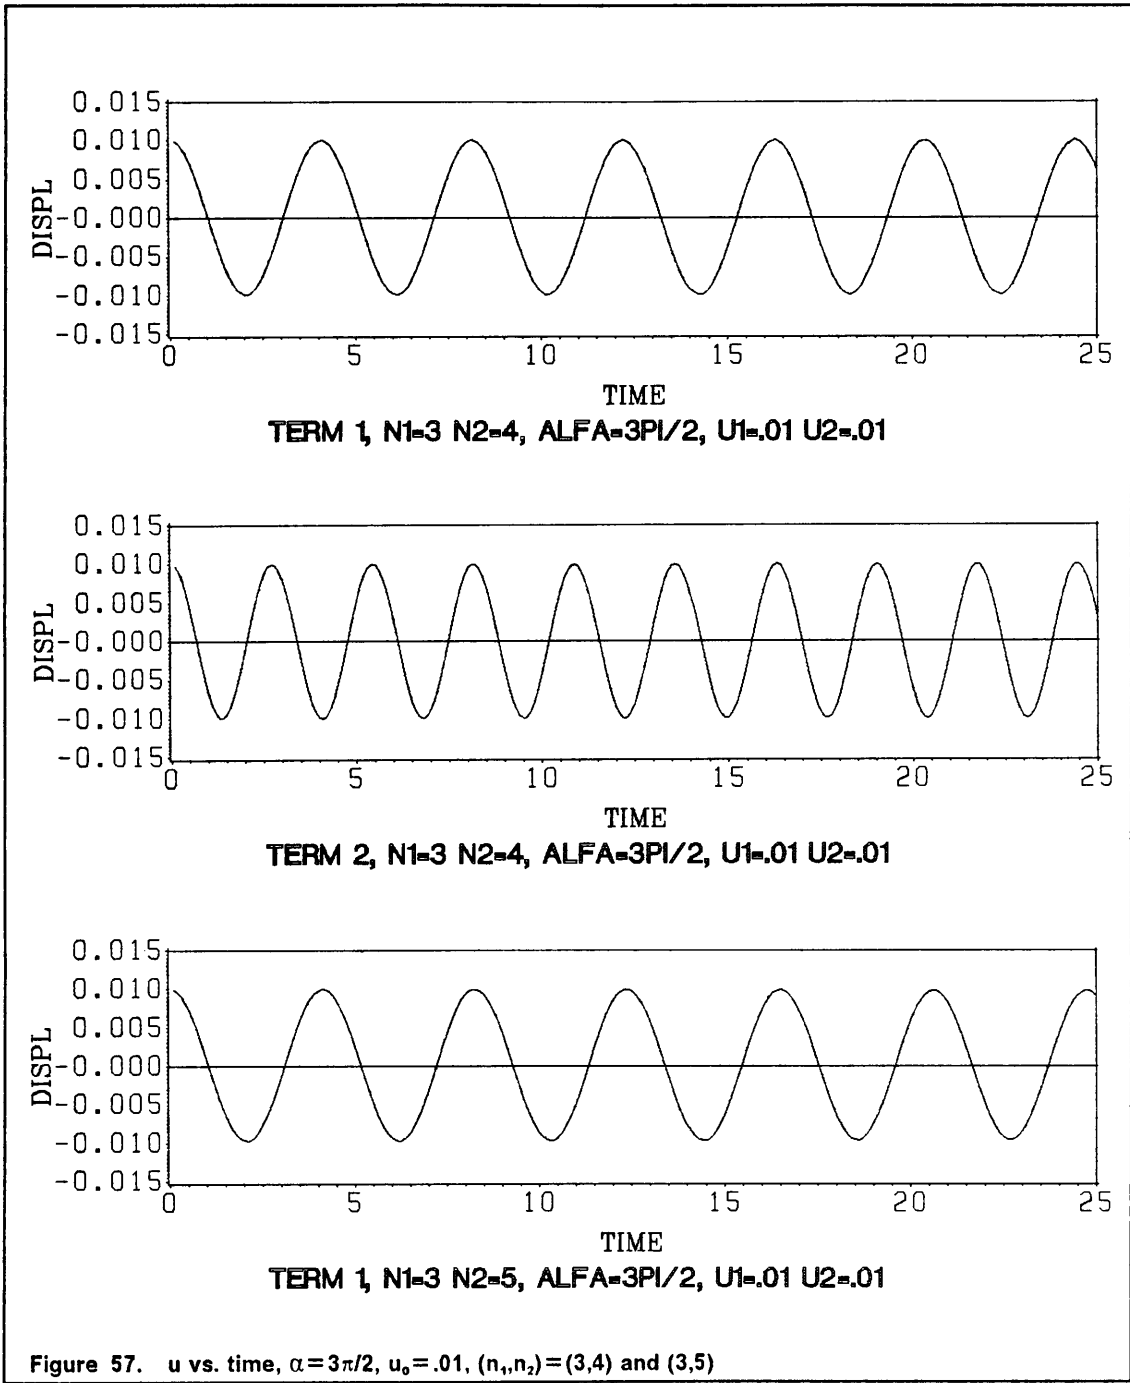 0.015
0.010
0.005
-0.000
-0.005
-0.010
-0.015
DISPL
0 5 10 15 20 25
TIME
TERM 1, N1=3 N2=4, ALFA=3PI/2, U1=.01 U2=.01
0.015
0.010
0.005
-0.000
-0.005
-0.010
-0.015
DISPL
0 5 10 15 20 25
TIME
TERM 2, N1=3 N2=4, ALFA=3PI/2, U1=.01 U2=.01
0.015
0.010
0.005
-0.000
-0.005
-0.010
-0.015
DISPL
0 5 10 15 20 25
TIME
TERM 1, N1=3 N2=5, ALFA=3PI/2, U1=.01 U2=.01
Figure 57. u vs. time, α=3π/2, u₀=.01, (n₁,n₂)=(3,4) and (3,5)